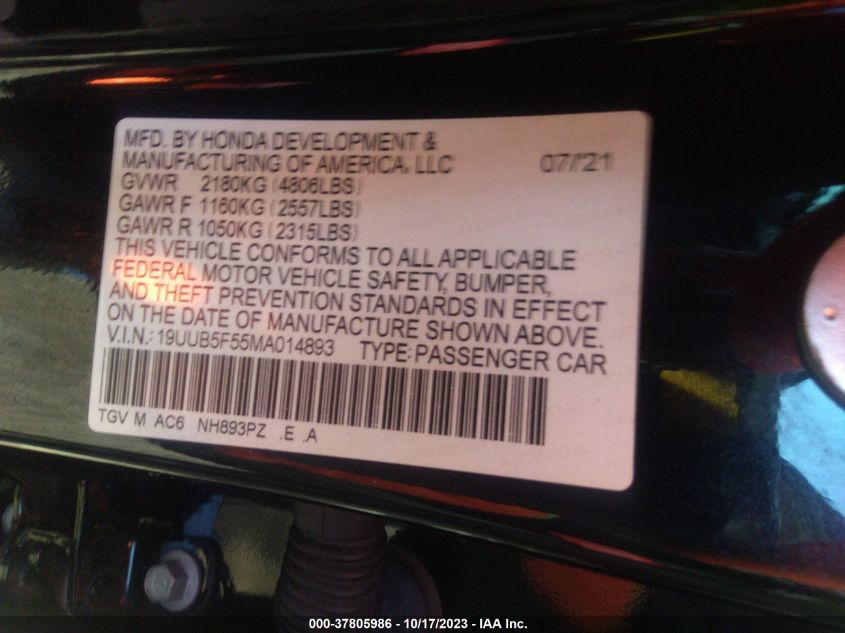 MFD. BY HONDA DEVELOPMENT &
MANUFACTURING OF AMERICA, LLC 07/'21
GVWR 2180KG (4806LBS)
GAWR F 1160KG (2557LBS)
GAWR R 1050KG (2315LBS)
THIS VEHICLE CONFORMS TO ALL APPLICABLE
FEDERAL MOTOR VEHICLE SAFETY, BUMPER,
AND THEFT PREVENTION STANDARDS IN EFFECT
ON THE DATE OF MANUFACTURE SHOWN ABOVE.
V.I.N.: 19UUB5F55MA014893 TYPE: PASSENGER CAR
TGV M AC6 NH893PZ .E .A
000-37805986 - 10/17/2023 - IAA Inc.